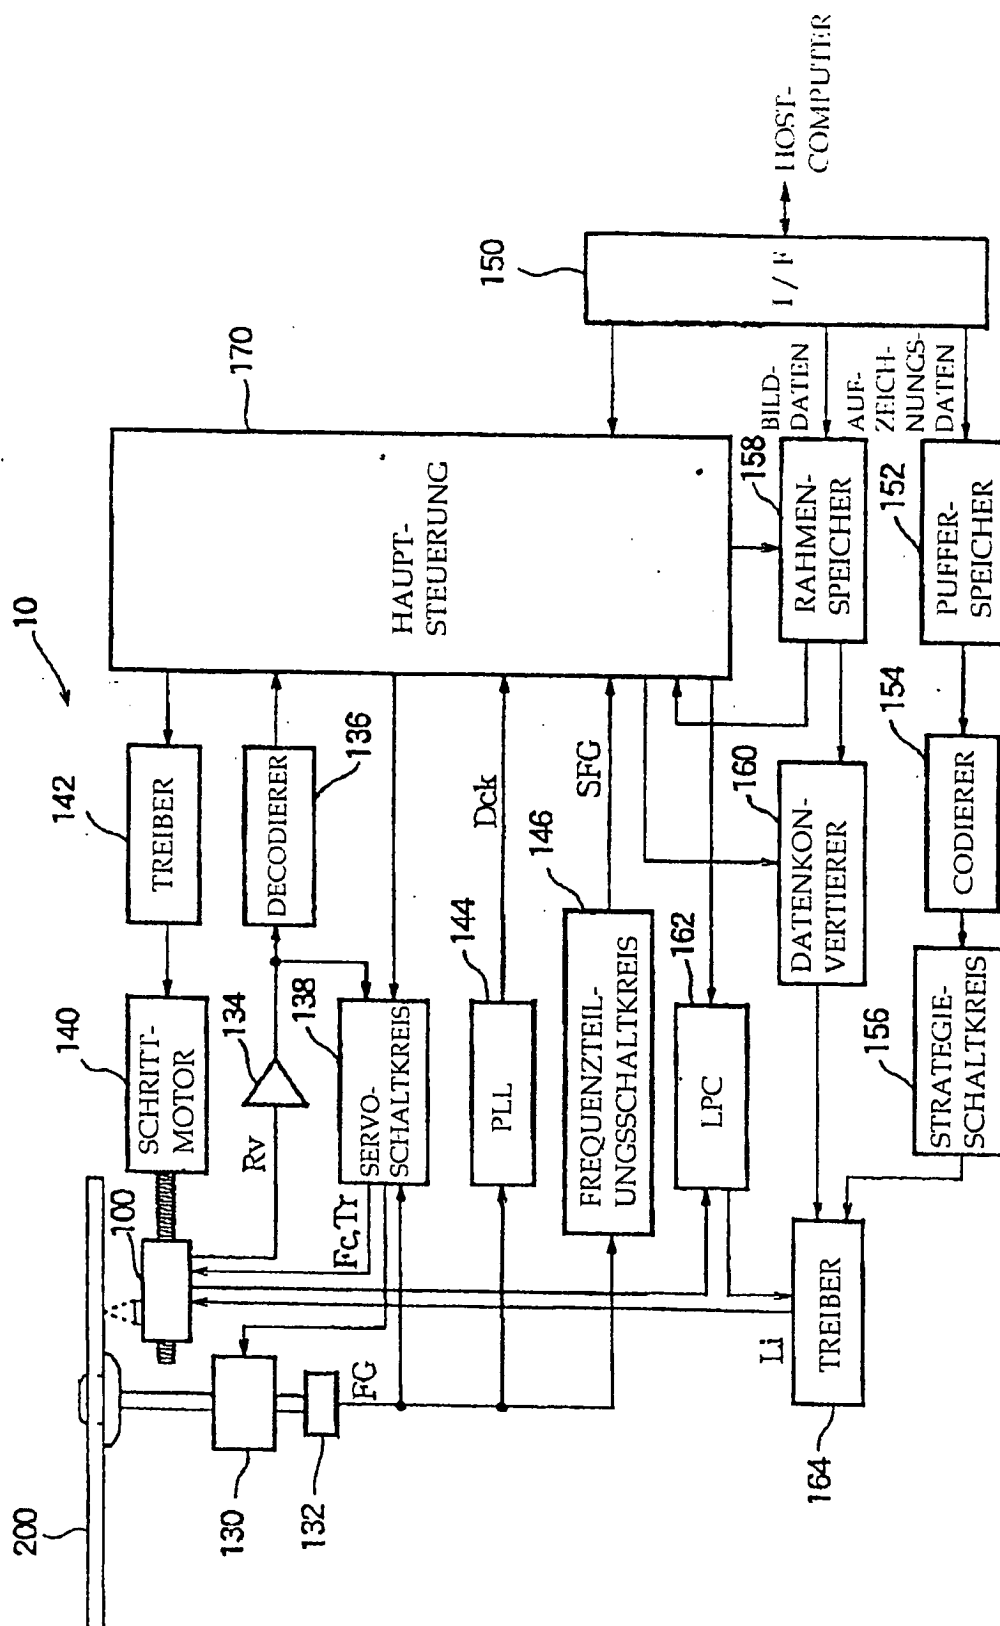 10
200
100
140
SCHRITT-
MOTOR
142
TREIBER
170
HAUPT-
STEUERUNG
150
I / F
HOST-
COMPUTER
134
Rv
136
DECODIERER
130
132
FG
Fc,Tr
138
SERVO-
SCHALTKREIS
144
PLL
Dck
146
FREQUENZTEIL-
UNGSSCHALTKREIS
SFG
162
LPC
160
DATENKON-
VERTIERER
158
RAHMEN-
SPEICHER
BILD-
DATEN
AUF-
ZEICH-
NUNGS-
DATEN
164
TREIBER
Li
156
STRATEGIE-
SCHALTKREIS
154
CODIERER
152
PUFFER-
SPEICHER